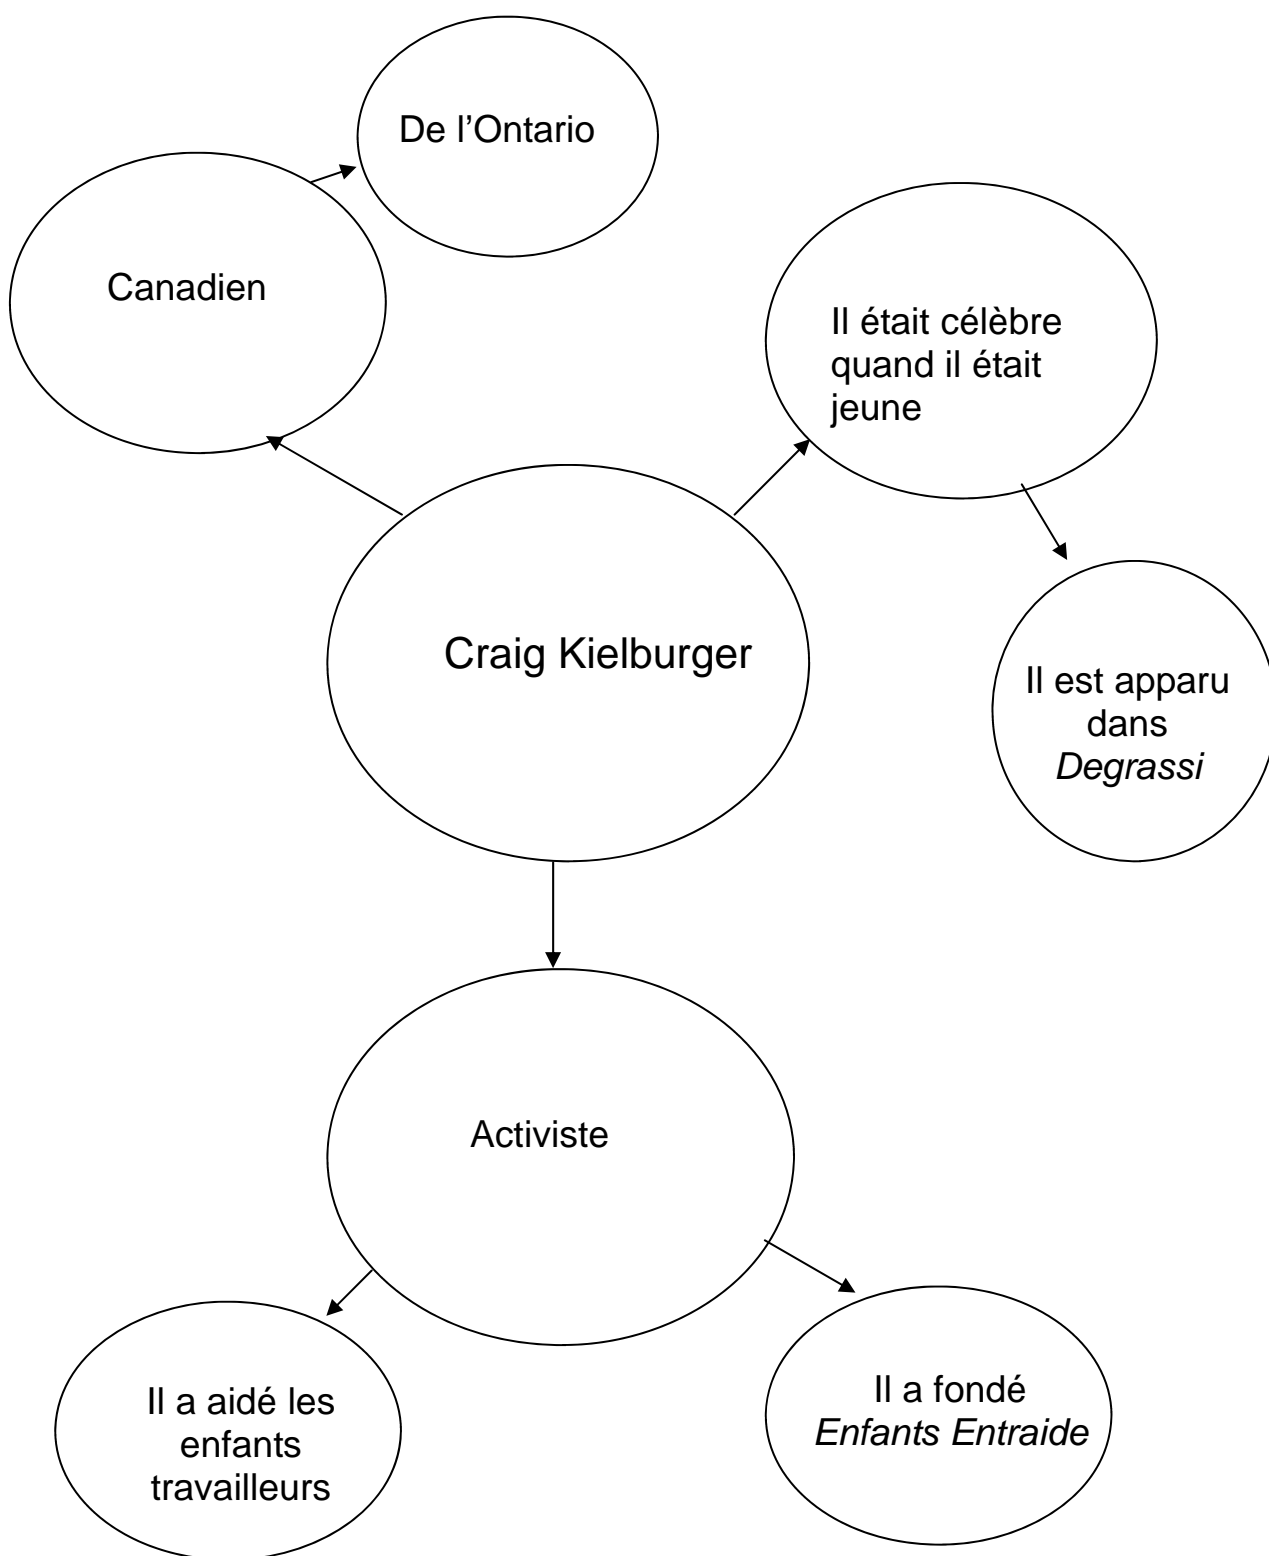 De l’Ontario
Canadien
Il était célèbre
quand il était
jeune
Craig Kielburger
Il est apparu
dans
Degrassi
Activiste
Il a aidé les
enfants
travailleurs
Il a fondé
Enfants Entraide